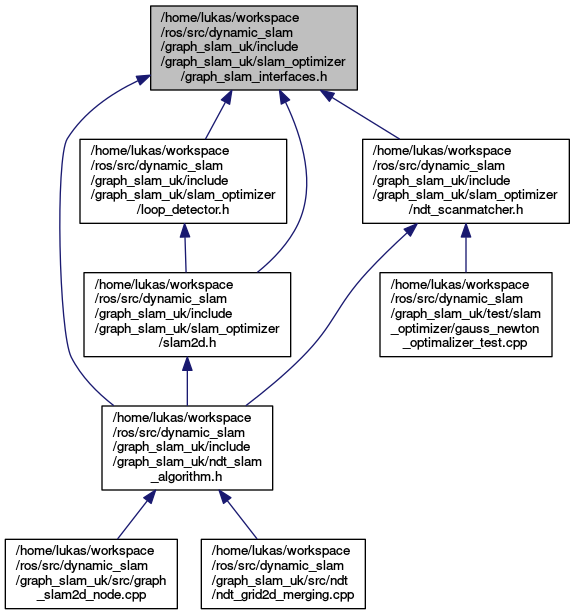 /home/lukas/workspace
/ros/src/dynamic_slam
/graph_slam_uk/include
/graph_slam_uk/slam_optimizer
/graph_slam_interfaces.h
/home/lukas/workspace
/ros/src/dynamic_slam
/graph_slam_uk/include
/graph_slam_uk/slam_optimizer
/loop_detector.h
/home/lukas/workspace
/ros/src/dynamic_slam
/graph_slam_uk/include
/graph_slam_uk/slam_optimizer
/ndt_scanmatcher.h
/home/lukas/workspace
/ros/src/dynamic_slam
/graph_slam_uk/include
/graph_slam_uk/slam_optimizer
/slam2d.h
/home/lukas/workspace
/ros/src/dynamic_slam
/graph_slam_uk/test/slam
_optimizer/gauss_newton
_optimalizer_test.cpp
/home/lukas/workspace
/ros/src/dynamic_slam
/graph_slam_uk/include
/graph_slam_uk/ndt_slam
_algorithm.h
/home/lukas/workspace
/ros/src/dynamic_slam
/graph_slam_uk/src/graph
_slam2d_node.cpp
/home/lukas/workspace
/ros/src/dynamic_slam
/graph_slam_uk/src/ndt
/ndt_grid2d_merging.cpp